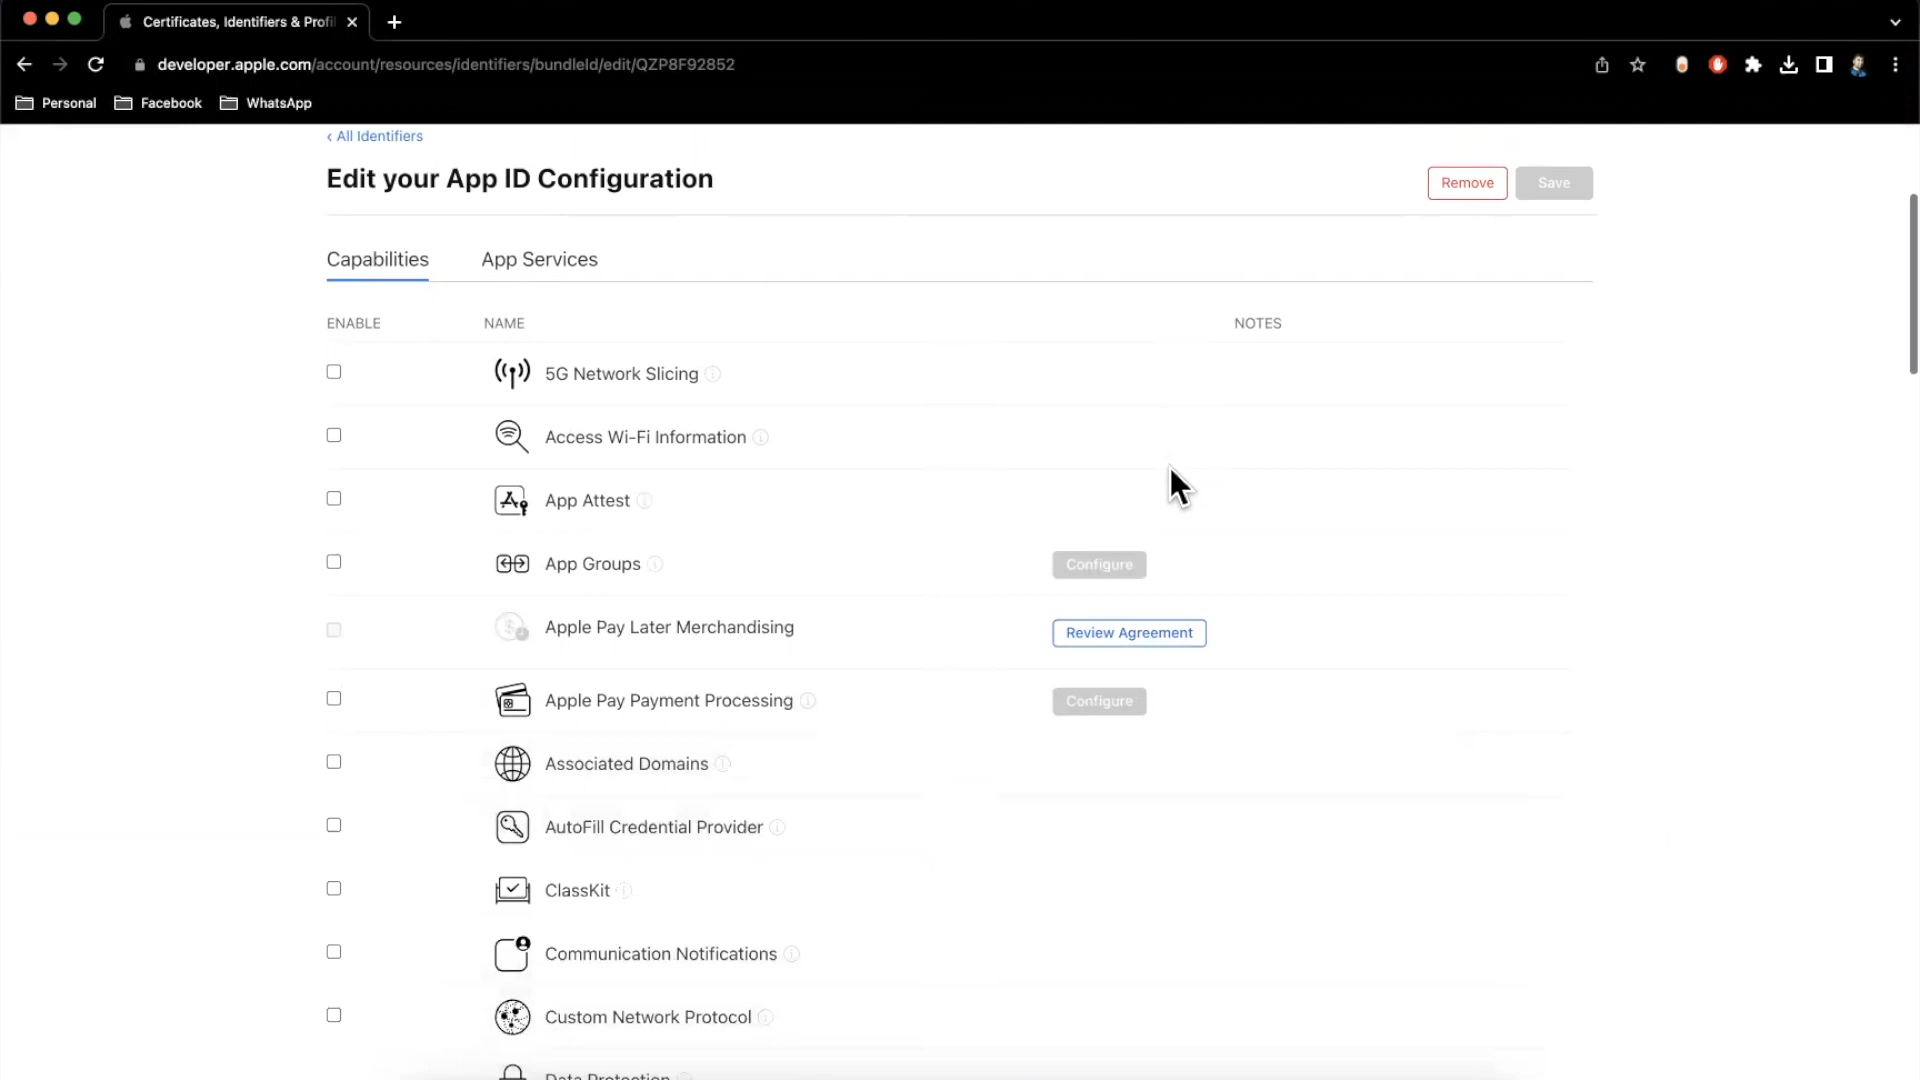 Certificates, Identifiers & Profil
developer.apple.com/account/resources/identifiers/bundleId/edit/QZP8F92852
Personal Facebook WhatsApp
‹ All Identifiers
Edit your App ID Configuration
Remove Save
Capabilities App Services
ENABLE NAME NOTES
5G Network Slicing
Access Wi-Fi Information
App Attest
App Groups Configure
Apple Pay Later Merchandising Review Agreement
Apple Pay Payment Processing Configure
Associated Domains
AutoFill Credential Provider
ClassKit
Communication Notifications
Custom Network Protocol
Data Protection